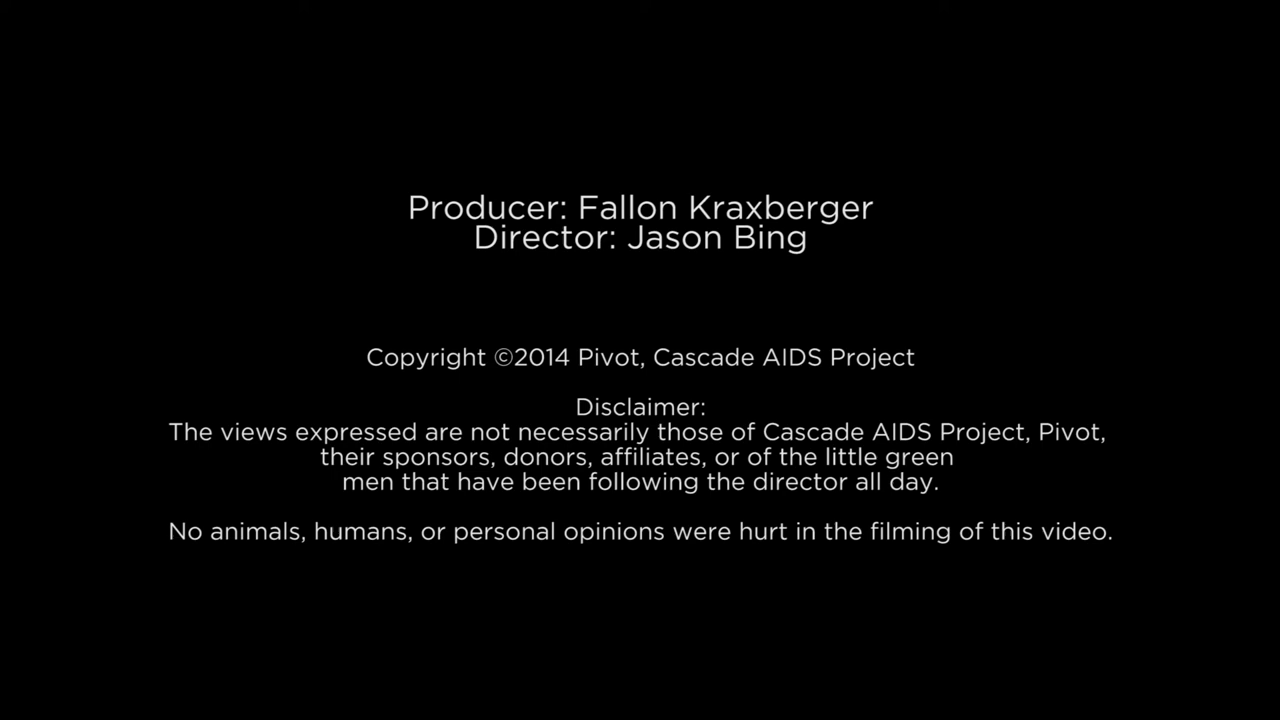 Producer: Fallon Kraxberger
Director: Jason Bing
Copyright ©2014 Pivot, Cascade AIDS Project
Disclaimer:
The views expressed are not necessarily those of Cascade AIDS Project, Pivot,
their sponsors, donors, affiliates, or of the little green
men that have been following the director all day.
No animals, humans, or personal opinions were hurt in the filming of this video.